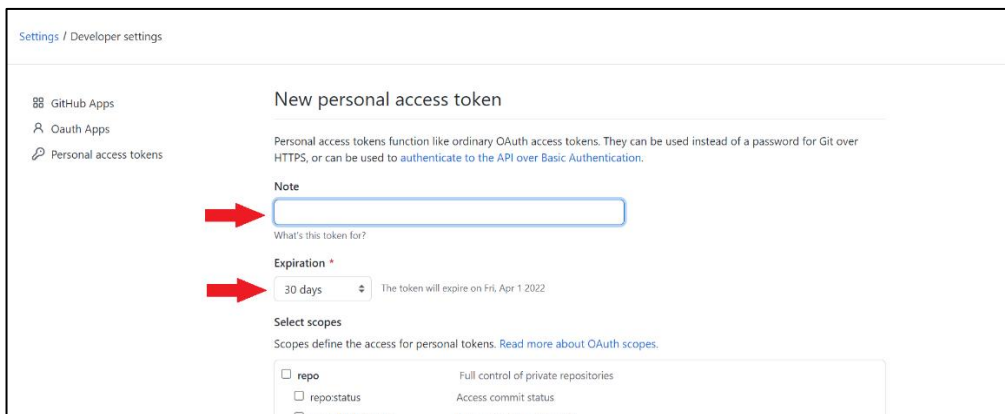 Settings / Developer settings
GitHub Apps
Oauth Apps
Personal access tokens
New personal access token
Personal access tokens function like ordinary OAuth access tokens. They can be used instead of a password for Git over
HTTPS, or can be used to authenticate to the API over Basic Authentication.
Note
What's this token for?
Expiration *
30 days
The token will expire on Fri, Apr 1 2022
Select scopes
Scopes define the access for personal tokens. Read more about OAuth scopes.
repo Full control of private repositories
repo:status Access commit status